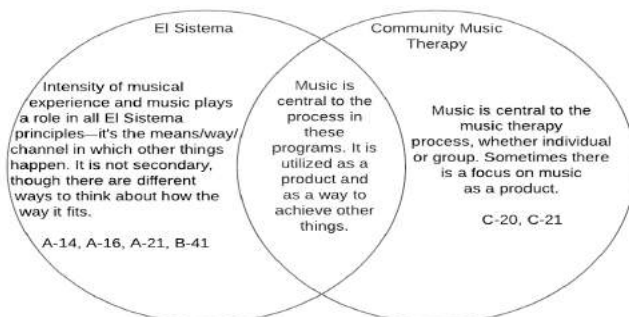 El Sistema
Intensity of musical
experience and music plays
a role in all El Sistema
principles—it's the means/way/
channel in which other things
happen. It is not secondary,
though there are different
ways to think about how the
way it fits.
A-14, A-16, A-21, B-41
Music is
central to the
process in
these
programs. It is
utilized as a
product and
as a way to
achieve other
things.
Community Music
Therapy
Music is central to the
music therapy
process, whether individual
or group. Sometimes there
is a focus on music
as a product.
C-20, C-21